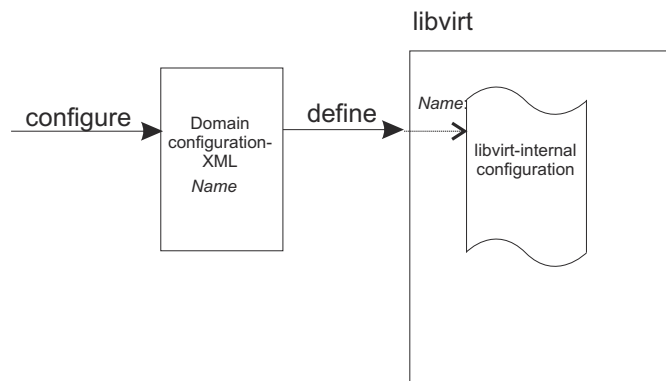 libvirt
configure
Domain
configuration-
XML
Name
define
Name:
libvirt-internal
configuration